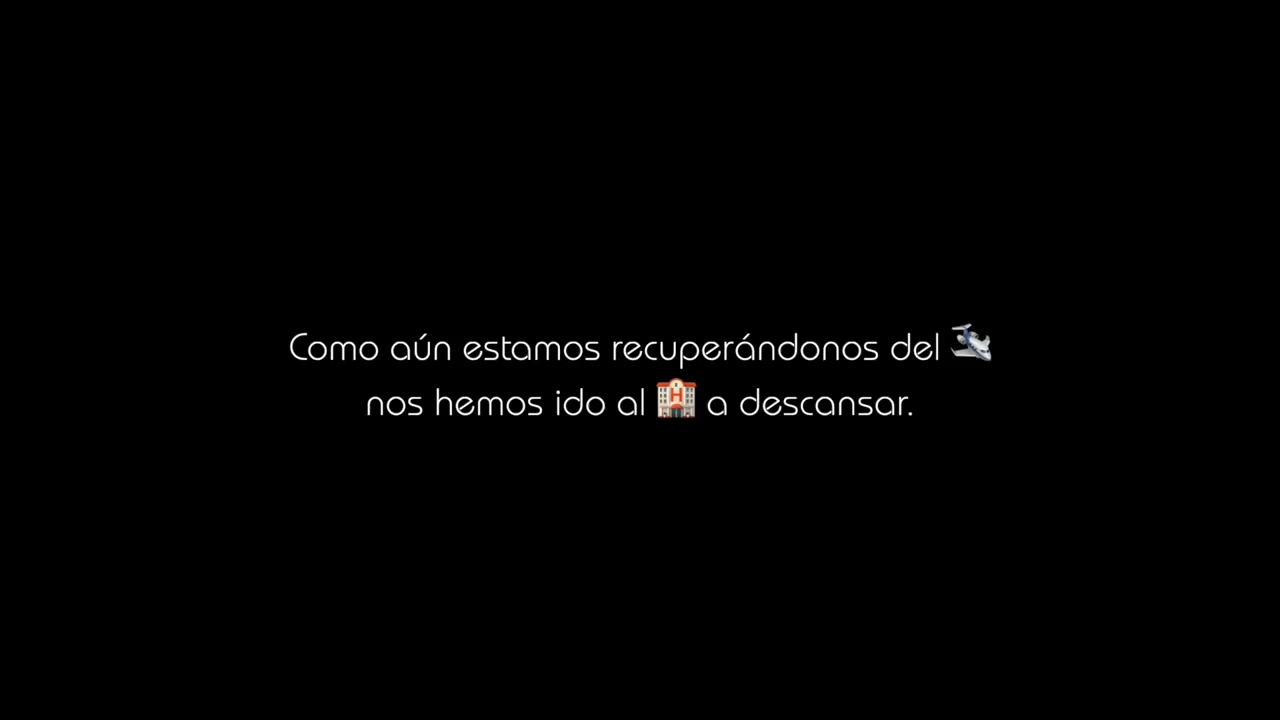 Como aún estamos recuperándonos del 🛩️
nos hemos ido al 🏨 a descansar.